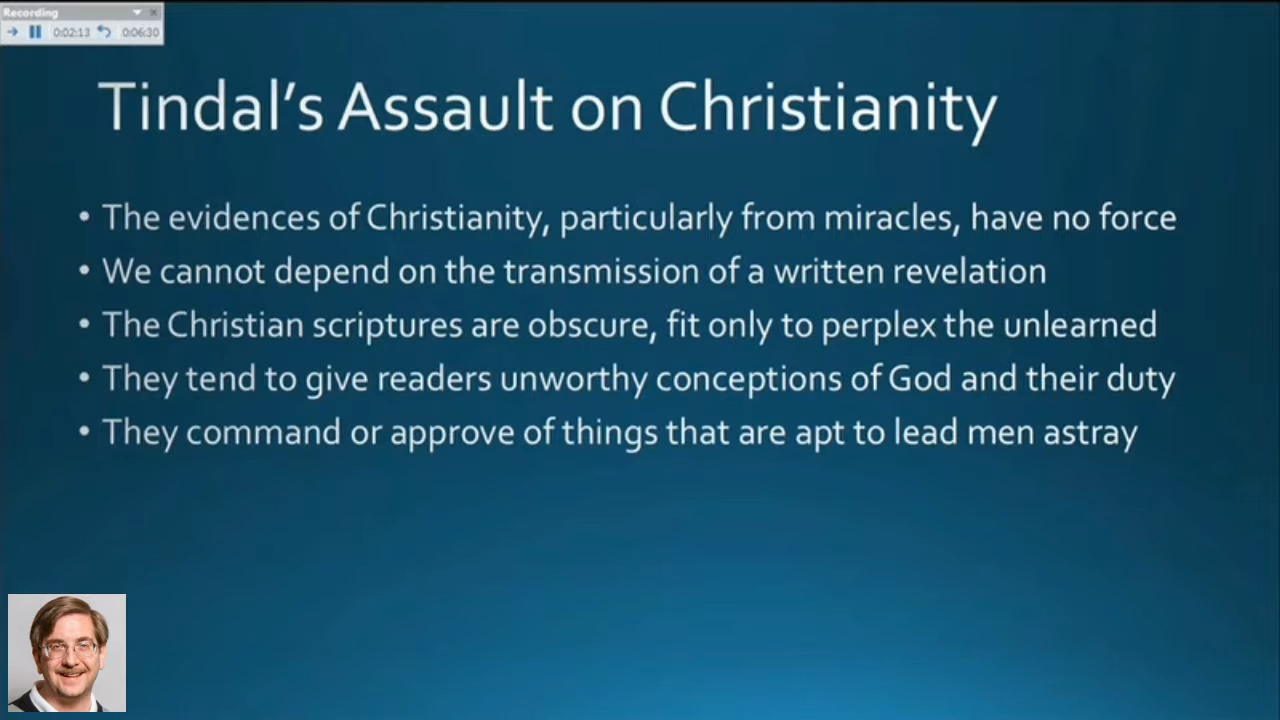 Recording
0:02:13 0:06:30
Tindal's Assault on Christianity
• The evidences of Christianity, particularly from miracles, have no force
• We cannot depend on the transmission of a written revelation
• The Christian scriptures are obscure, fit only to perplex the unlearned
• They tend to give readers unworthy conceptions of God and their duty
• They command or approve of things that are apt to lead men astray